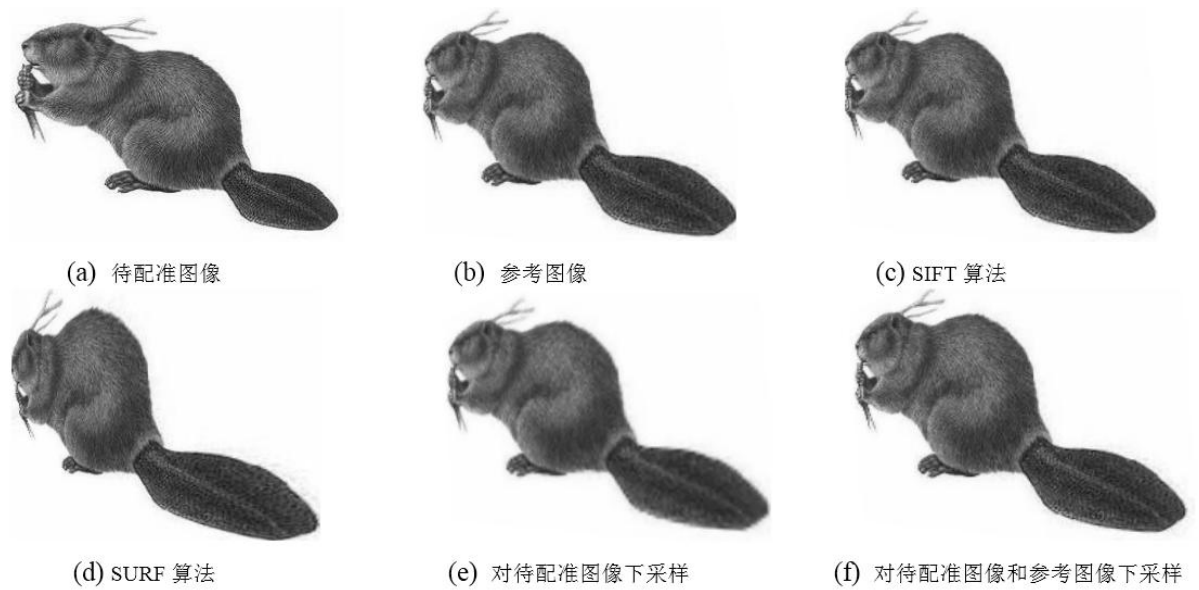 (a) 待配准图像
(b) 参考图像
(c) SIFT 算法
(d) SURF 算法
(e) 对待配准图像下采样
(f) 对待配准图像和参考图像下采样